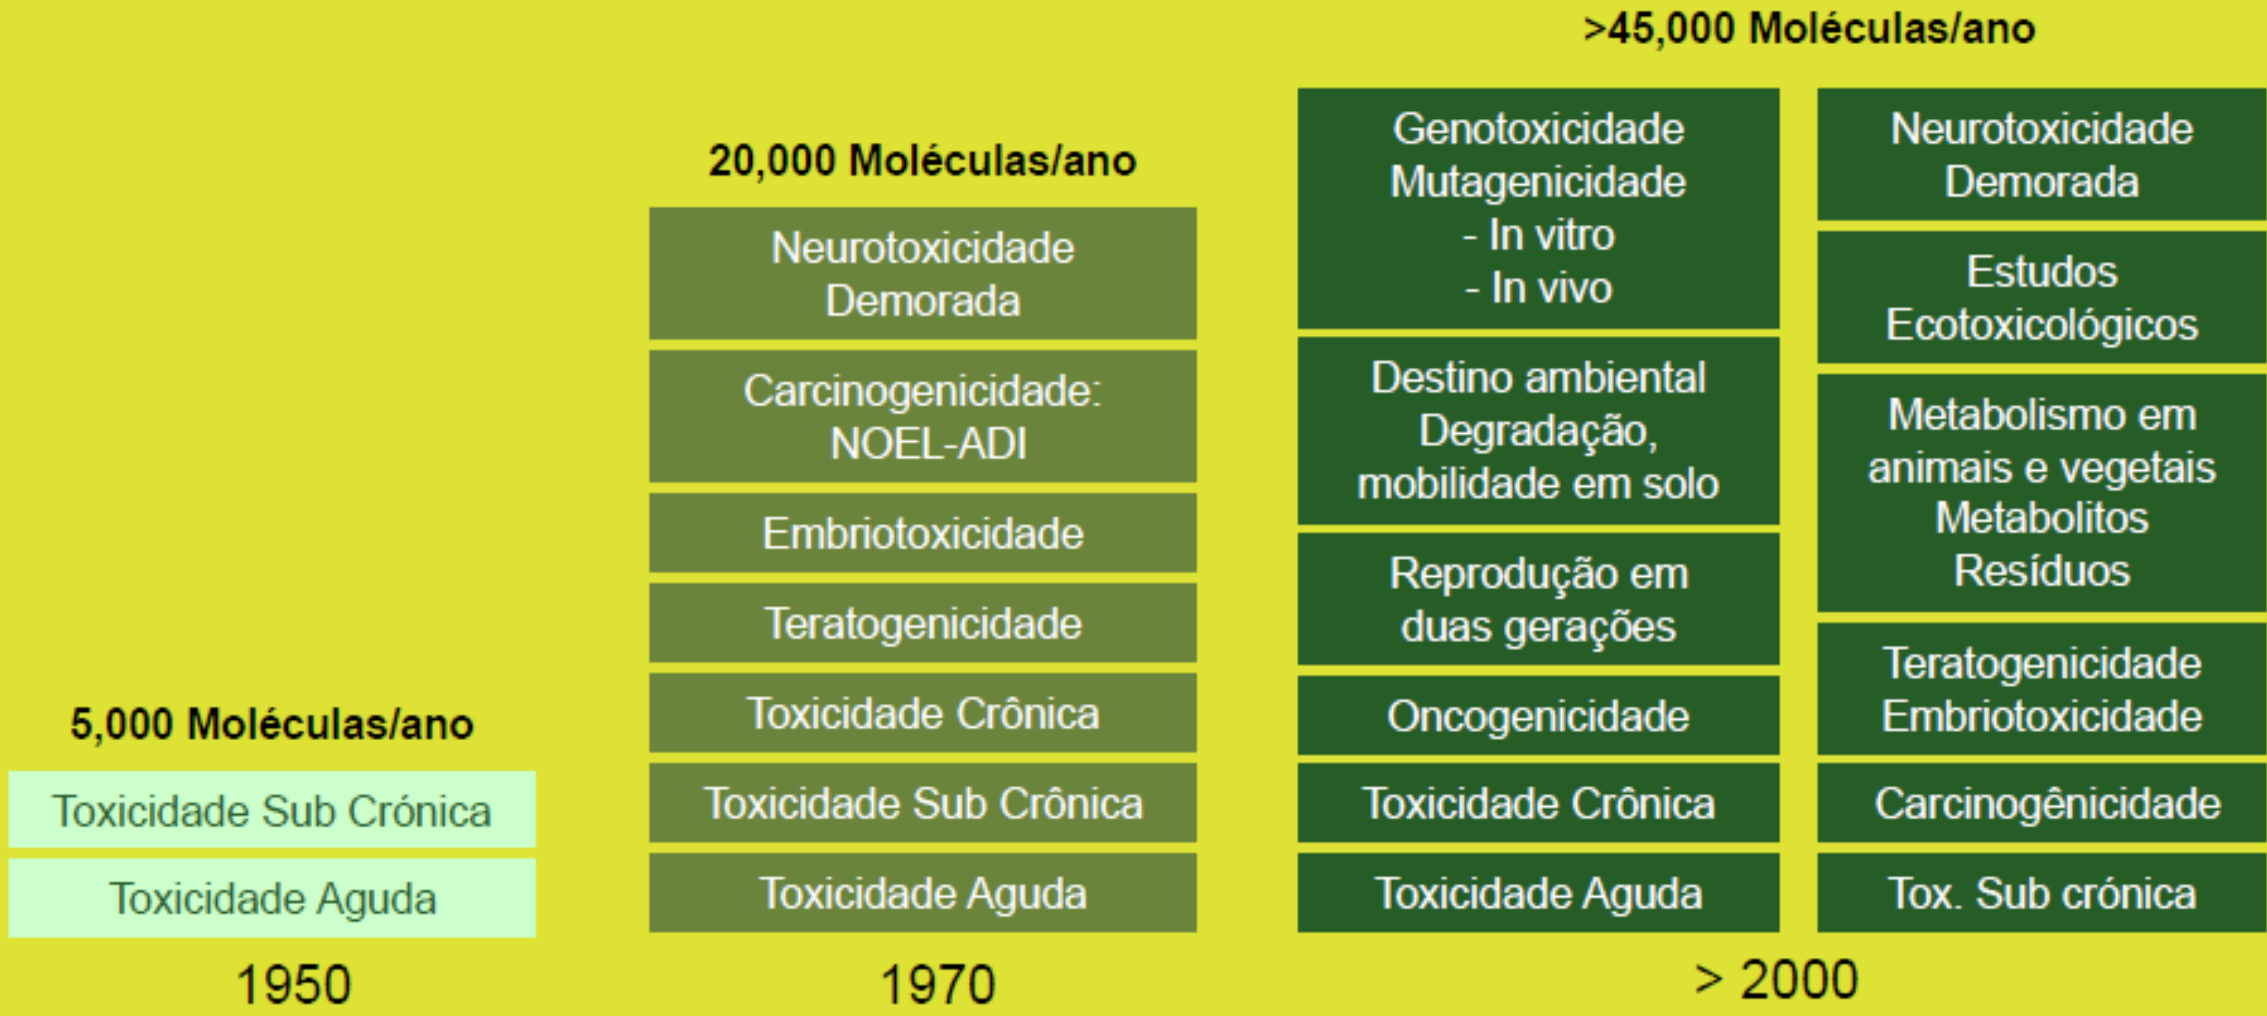 5,000 Moléculas/ano
Toxicidade Sub Crónica
Toxicidade Aguda
1950
20,000 Moléculas/ano
Neurotoxicidade
Demorada
Carcinogenicidade:
NOEL-ADI
Embriotoxicidade
Teratogenicidade
Toxicidade Crônica
Toxicidade Sub Crônica
Toxicidade Aguda
1970
>45,000 Moléculas/ano
Genotoxicidade
Mutagenicidade
- In vitro
- In vivo
Destino ambiental
Degradação,
mobilidade em solo
Reprodução em
duas gerações
Oncogenicidade
Toxicidade Crônica
Toxicidade Aguda
Neurotoxicidade
Demorada
Estudos
Ecotoxicológicos
Metabolismo em
animais e vegetais
Metabolitos
Resíduos
Teratogenicidade
Embriotoxicidade
Carcinogênicidade
Tox. Sub crónica
> 2000